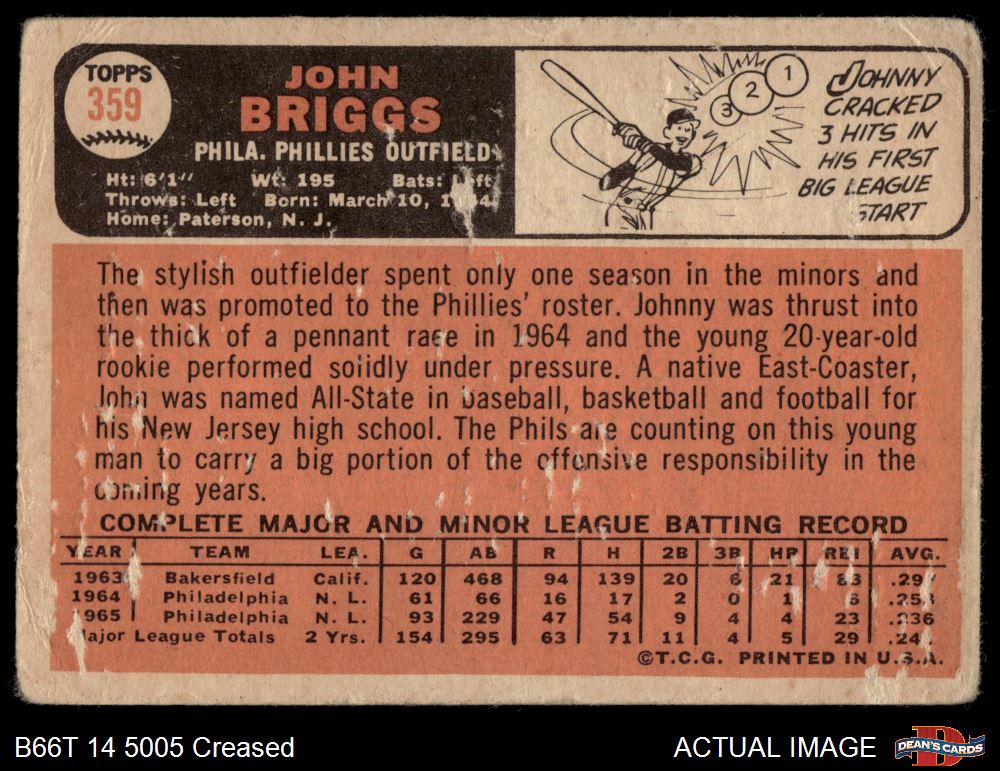 TOPPS
359
JOHN
BRIGGS
PHILA. PHILLIES OUTFIELD
Ht: 6'1" Wt: 195 Bats: Left
Throws: Left Born: March 10, 1944
Home: Paterson, N. J.
1
2
3
JOHNNY
CRACKED
3 HITS IN
HIS FIRST
BIG LEAGUE
START
The stylish outfielder spent only one season in the minors and
then was promoted to the Phillies' roster. Johnny was thrust into
the thick of a pennant race in 1964 and the young 20-year-old
rookie performed solidly under pressure. A native East-Coaster,
John was named All-State in baseball, basketball and football for
his New Jersey high school. The Phils are counting on this young
man to carry a big portion of the offensive responsibility in the
coming years.
COMPLETE MAJOR AND MINOR LEAGUE BATTING RECORD
YEAR TEAM LEA. G AB R H 2B 3B HR RBI AVG.
1963 Bakersfield Calif. 120 468 94 139 20 6 21 83 .297
1964 Philadelphia N. L. 61 66 16 17 2 0 1 6 .258
1965 Philadelphia N. L. 93 229 47 54 9 4 4 23 .236
Major League Totals 2 Yrs. 154 295 63 71 11 4 5 29 .24
©T.C.G. PRINTED IN U.S.A.
B66T 14 5005 Creased
ACTUAL IMAGE
D
DEAN'S CARDS